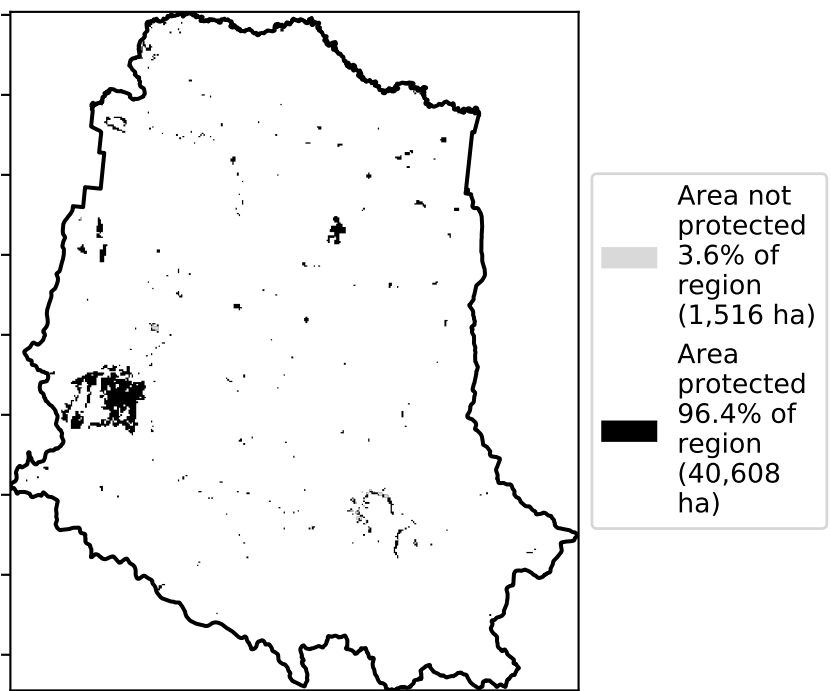 Area not
protected
3.6% of
region
(1,516 ha)
Area
protected
96.4% of
region
(40,608
ha)